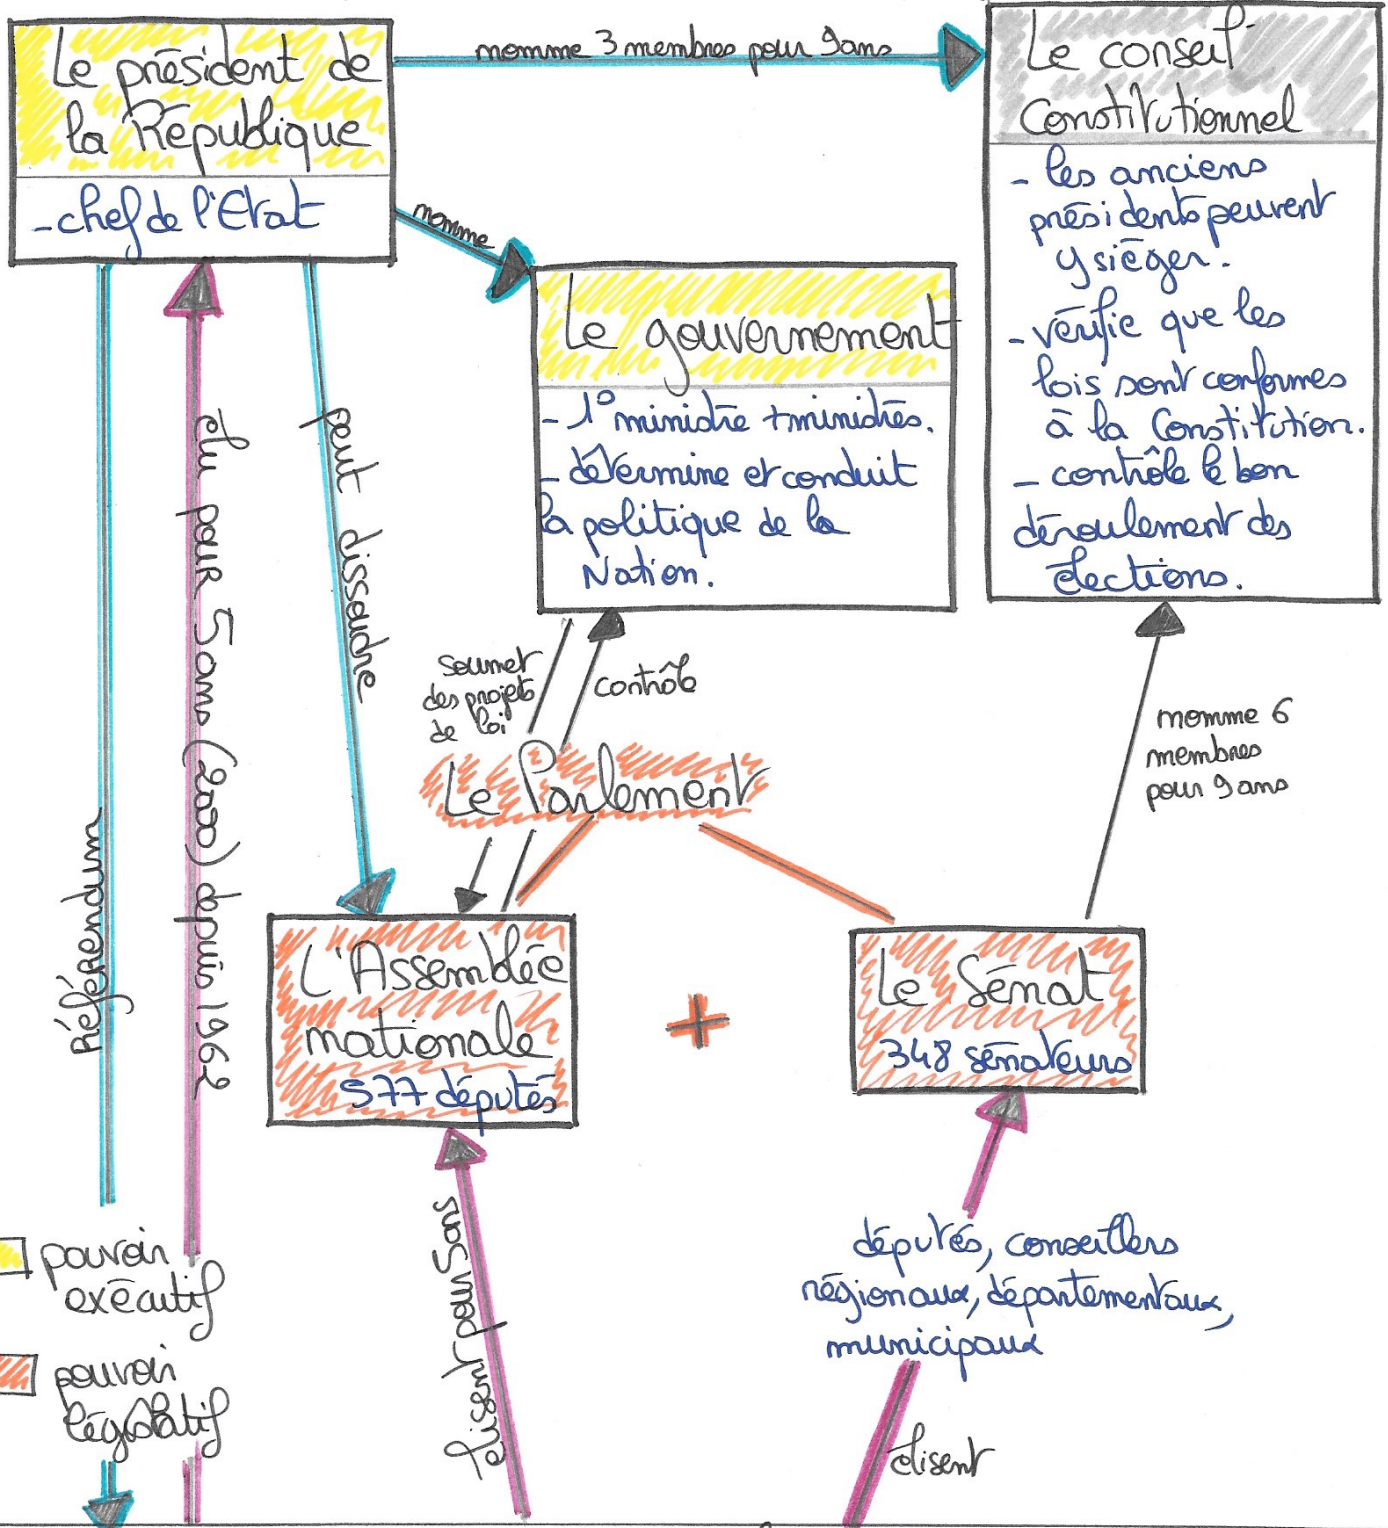 Le président de
la République
- chef de l'Etat
nomme 3 membres pour 9 ans
Le conseil
Constitutionnel
- les anciens
présidents peuvent
y siéger.
- vérifie que les
lois sont conformes
à la Constitution.
- contrôle le bon
déroulement des
élections.
nomme
Le gouvernement
- 1° ministre + ministres.
- détermine et conduit
la politique de la
Nation.
peut dissoudre
élu pour 5 ans (2000) depuis 1962
Référendum
soumet
des projets
de loi
contrôle
Le Parlement
nomme 6
membres
pour 9 ans
L'Assemblée
nationale
577 députés
+
Le Sénat
348 sénateurs
élisent pour 5 ans
députés, conseillers
régionaux, départementaux,
municipaux
élisent
pouvoir
exécutif
pouvoir
législatif